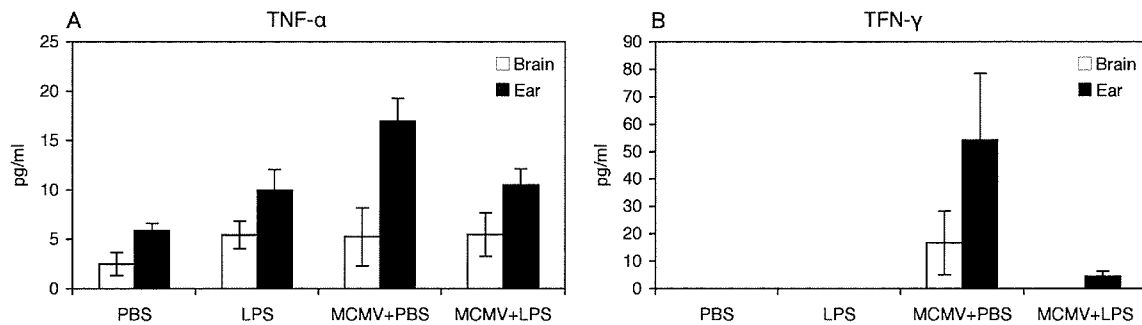 A TNF-α
25
20
15
10
5
0
pg/ml
Brain
Ear
PBS LPS MCMV+PBS MCMV+LPS
B TFN-γ
90
80
70
60
50
40
30
20
10
0
pg/ml
Brain
Ear
PBS LPS MCMV+PBS MCMV+LPS